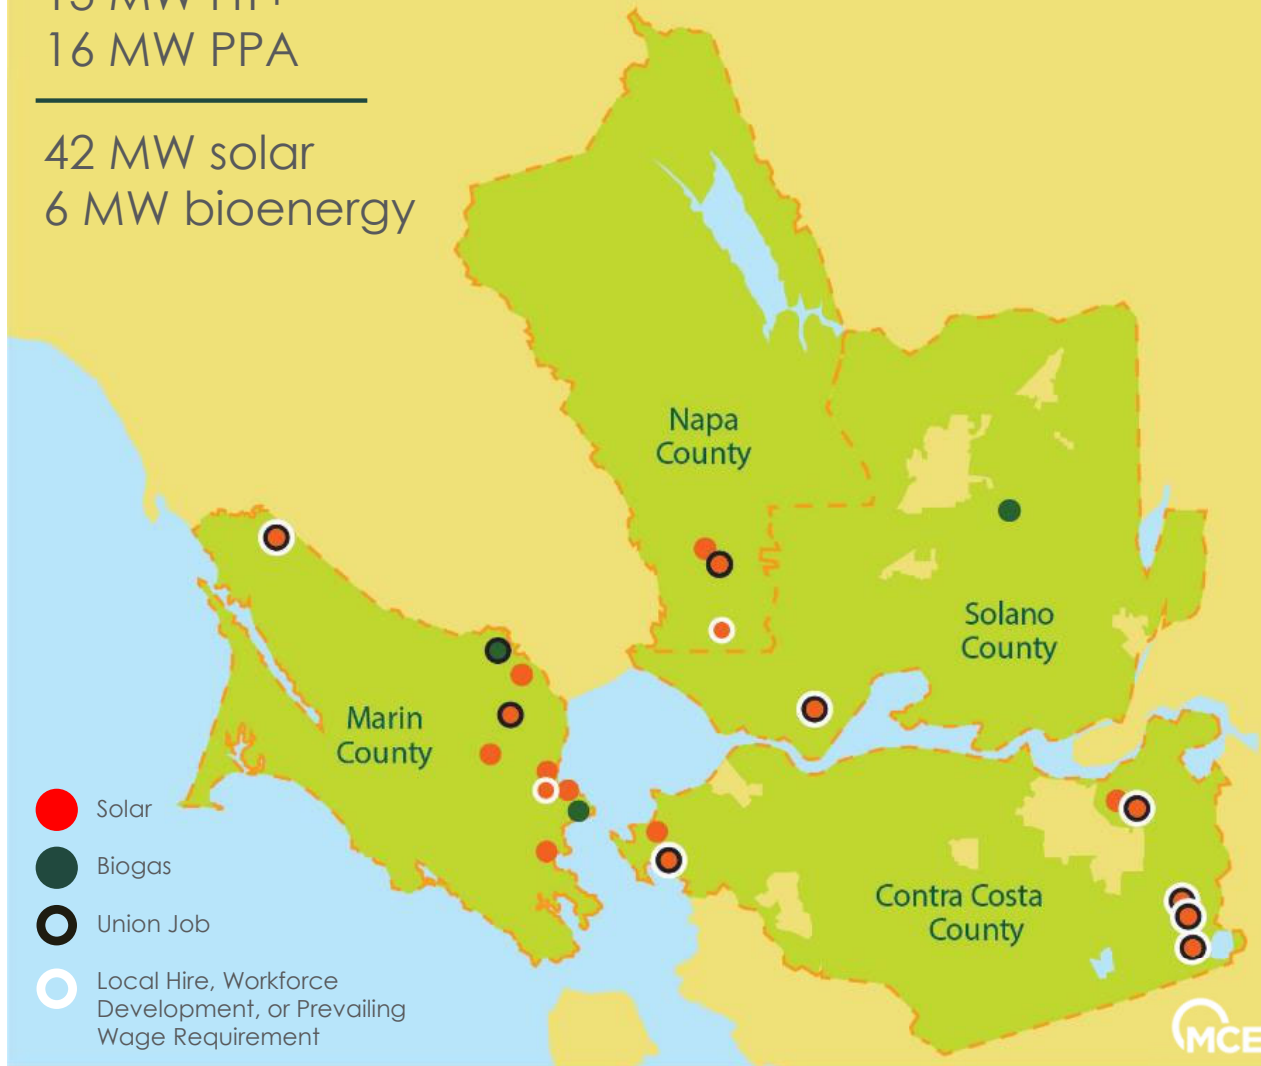 16 MW PPA
42 MW solar
6 MW bioenergy
Napa
County
Solano
County
Marin
County
Contra Costa
County
Solar
Biogas
Union Job
Local Hire, Workforce
Development, or Prevailing
Wage Requirement
MCE